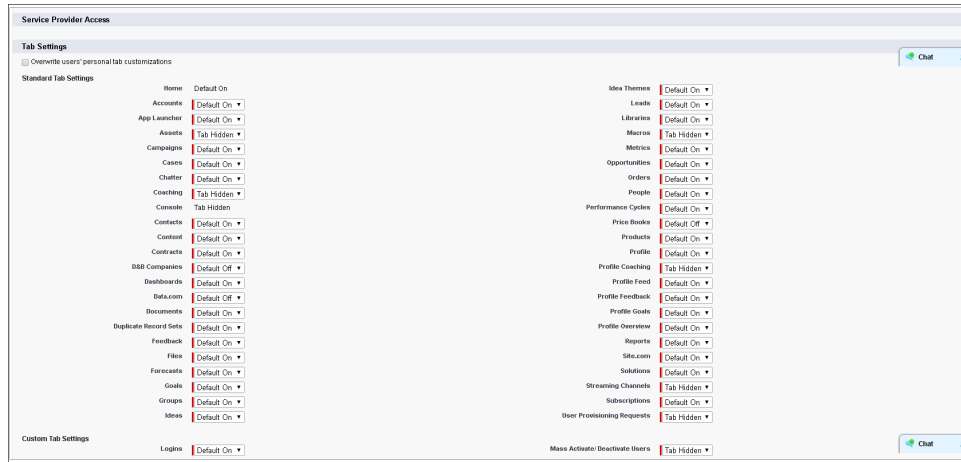 Service Provider Access
Tab Settings
Overwrite users' personal tab customizations
Chat
Standard Tab Settings
Home Default On
Idea Themes Default On
Accounts Default On
Leads Default On
App Launcher Default On
Libraries Default On
Assets Tab Hidden
Macros Tab Hidden
Campaigns Default On
Metrics Default On
Cases Default On
Opportunities Default On
Chatter Default On
Orders Default On
Coaching Tab Hidden
People Default On
Console Tab Hidden
Performance Cycles Default On
Contacts Default On
Price Books Default Off
Content Default On
Products Default On
Contracts Default On
Profile Default On
D&B Companies Default Off
Profile Coaching Tab Hidden
Dashboards Default On
Profile Feed Default On
Data.com Default Off
Profile Feedback Default On
Documents Default On
Profile Goals Default On
Duplicate Record Sets Default On
Profile Overview Default On
Feedback Default On
Reports Default On
Files Default On
Site.com Default On
Forecasts Default On
Solutions Default On
Goals Default On
Streaming Channels Tab Hidden
Groups Default On
Subscriptions Default On
Ideas Default On
User Provisioning Requests Tab Hidden
Custom Tab Settings
Chat
Logins Default On
Mass Activate/Deactivate Users Tab Hidden